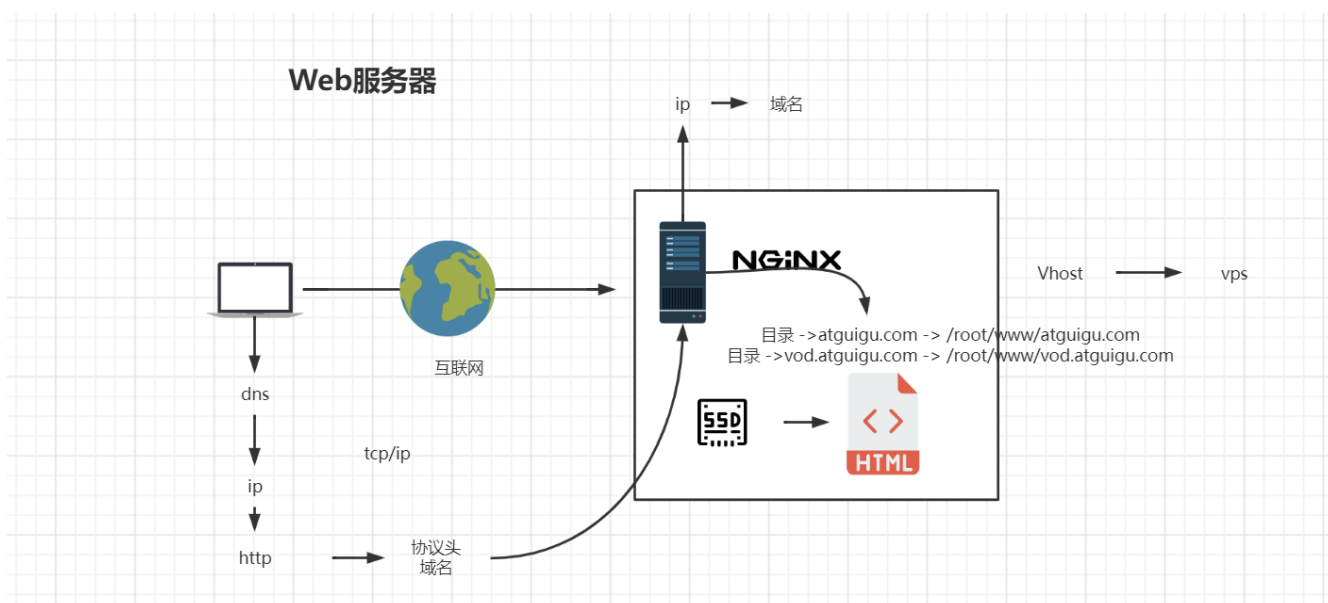 Web服务器
ip
域名
NGiNX
Vhost
vps
目录 ->atguigu.com -> /root/www/atguigu.com
目录 ->vod.atguigu.com -> /root/www/vod.atguigu.com
互联网
dns
SSD
tcp/ip
HTML
ip
http
协议头
域名